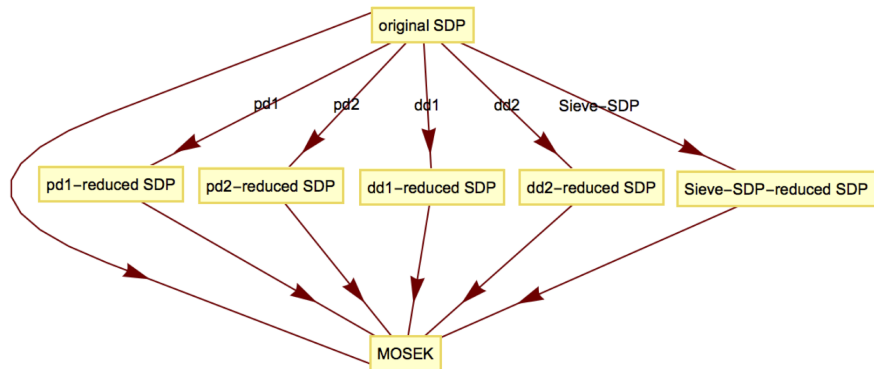 original SDP
pd1
pd2
dd1
dd2
Sieve−SDP
pd1−reduced SDP
pd2−reduced SDP
dd1−reduced SDP
dd2−reduced SDP
Sieve−SDP−reduced SDP
MOSEK